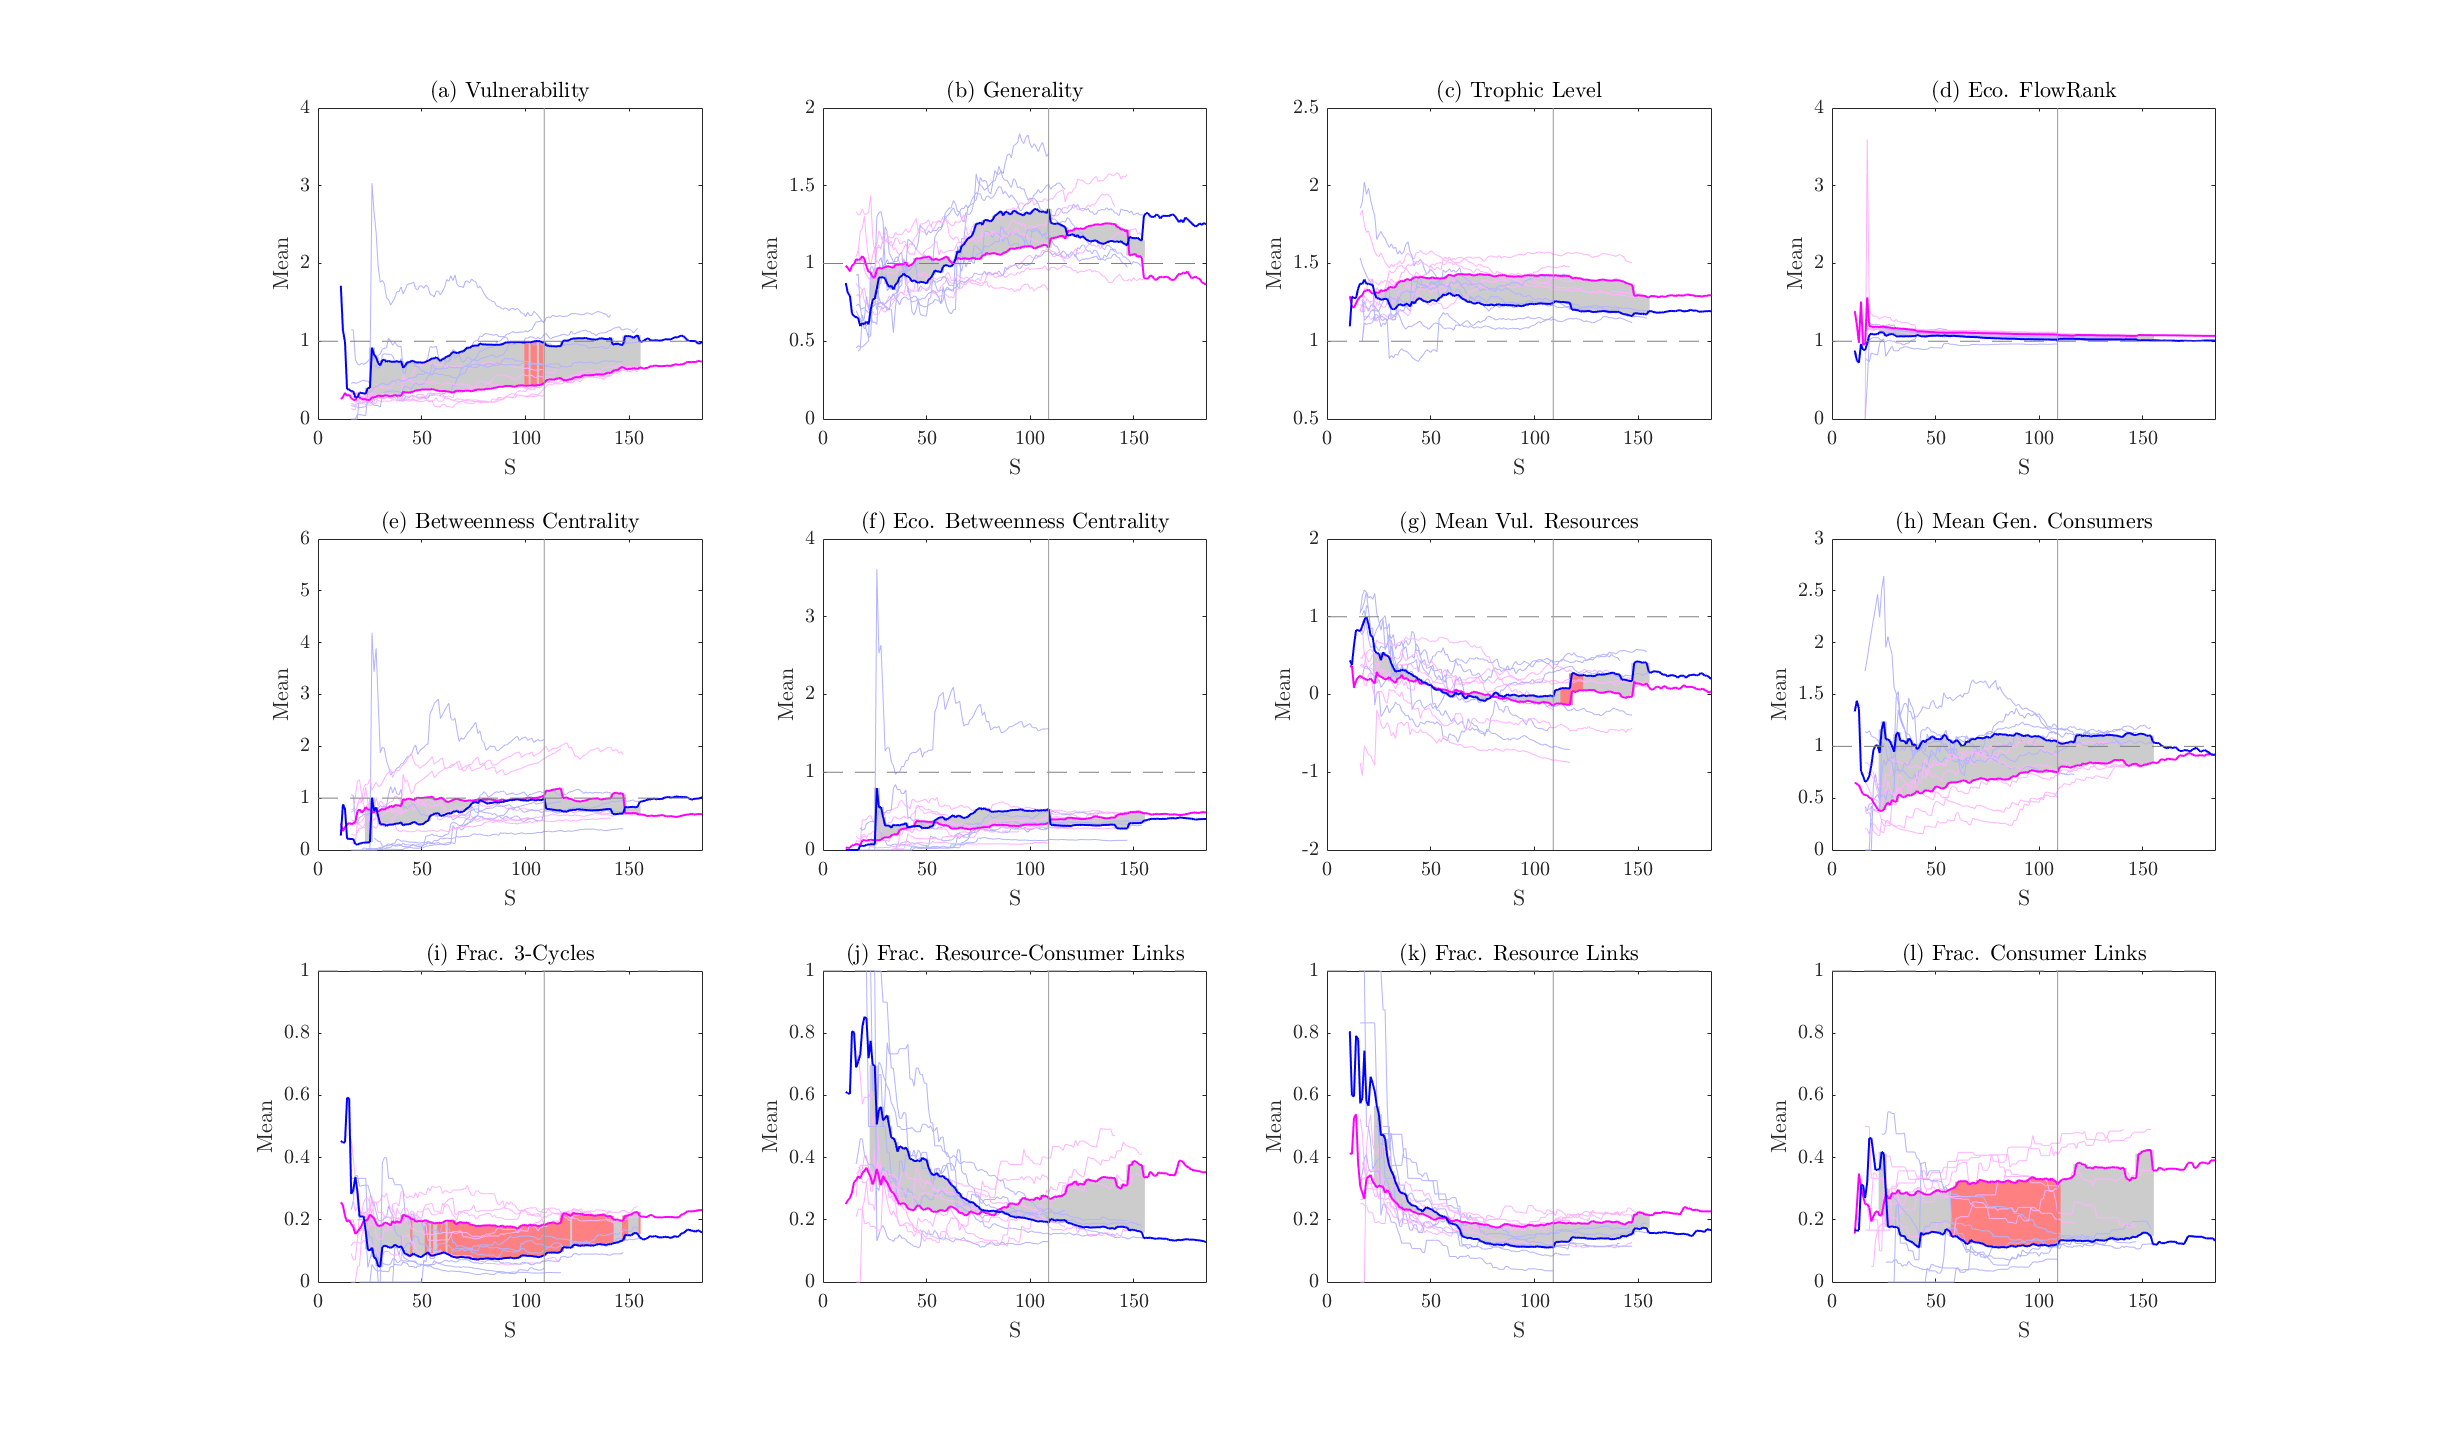 (a) Vulnerability
4
3
2
1
0
Mean
0 50 100 150
S
(b) Generality
2
1.5
1
0.5
0
Mean
0 50 100 150
S
(c) Trophic Level
2.5
2
1.5
1
0.5
Mean
0 50 100 150
S
(d) Eco. FlowRank
4
3
2
1
0
Mean
0 50 100 150
S
(e) Betweenness Centrality
6
5
4
3
2
1
0
Mean
0 50 100 150
S
(f) Eco. Betweenness Centrality
4
3
2
1
0
Mean
0 50 100 150
S
(g) Mean Vul. Resources
2
1
0
-1
-2
Mean
0 50 100 150
S
(h) Mean Gen. Consumers
3
2.5
2
1.5
1
0.5
0
Mean
0 50 100 150
S
(i) Frac. 3-Cycles
1
0.8
0.6
0.4
0.2
0
Mean
0 50 100 150
S
(j) Frac. Resource-Consumer Links
1
0.8
0.6
0.4
0.2
0
Mean
0 50 100 150
S
(k) Frac. Resource Links
1
0.8
0.6
0.4
0.2
0
Mean
0 50 100 150
S
(l) Frac. Consumer Links
1
0.8
0.6
0.4
0.2
0
Mean
0 50 100 150
S